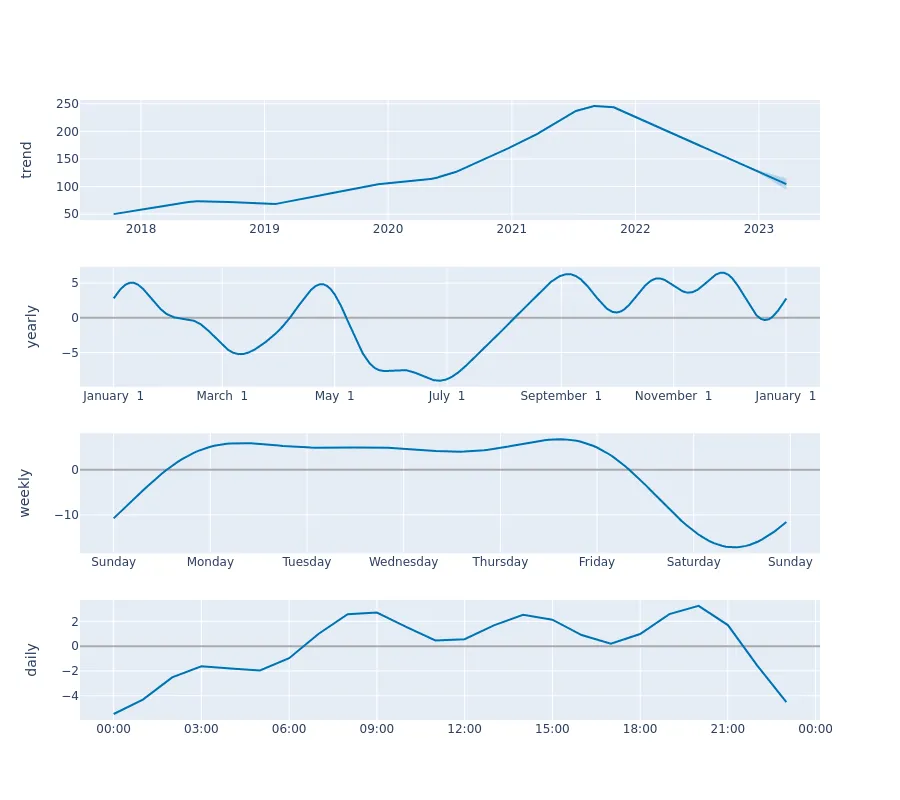 trend
250
200
150
100
50
2018 2019 2020 2021 2022 2023
yearly
5
0
−5
January 1 March 1 May 1 July 1 September 1 November 1 January 1
weekly
0
−10
Sunday Monday Tuesday Wednesday Thursday Friday Saturday Sunday
daily
2
0
−2
−4
00:00 03:00 06:00 09:00 12:00 15:00 18:00 21:00 00:00